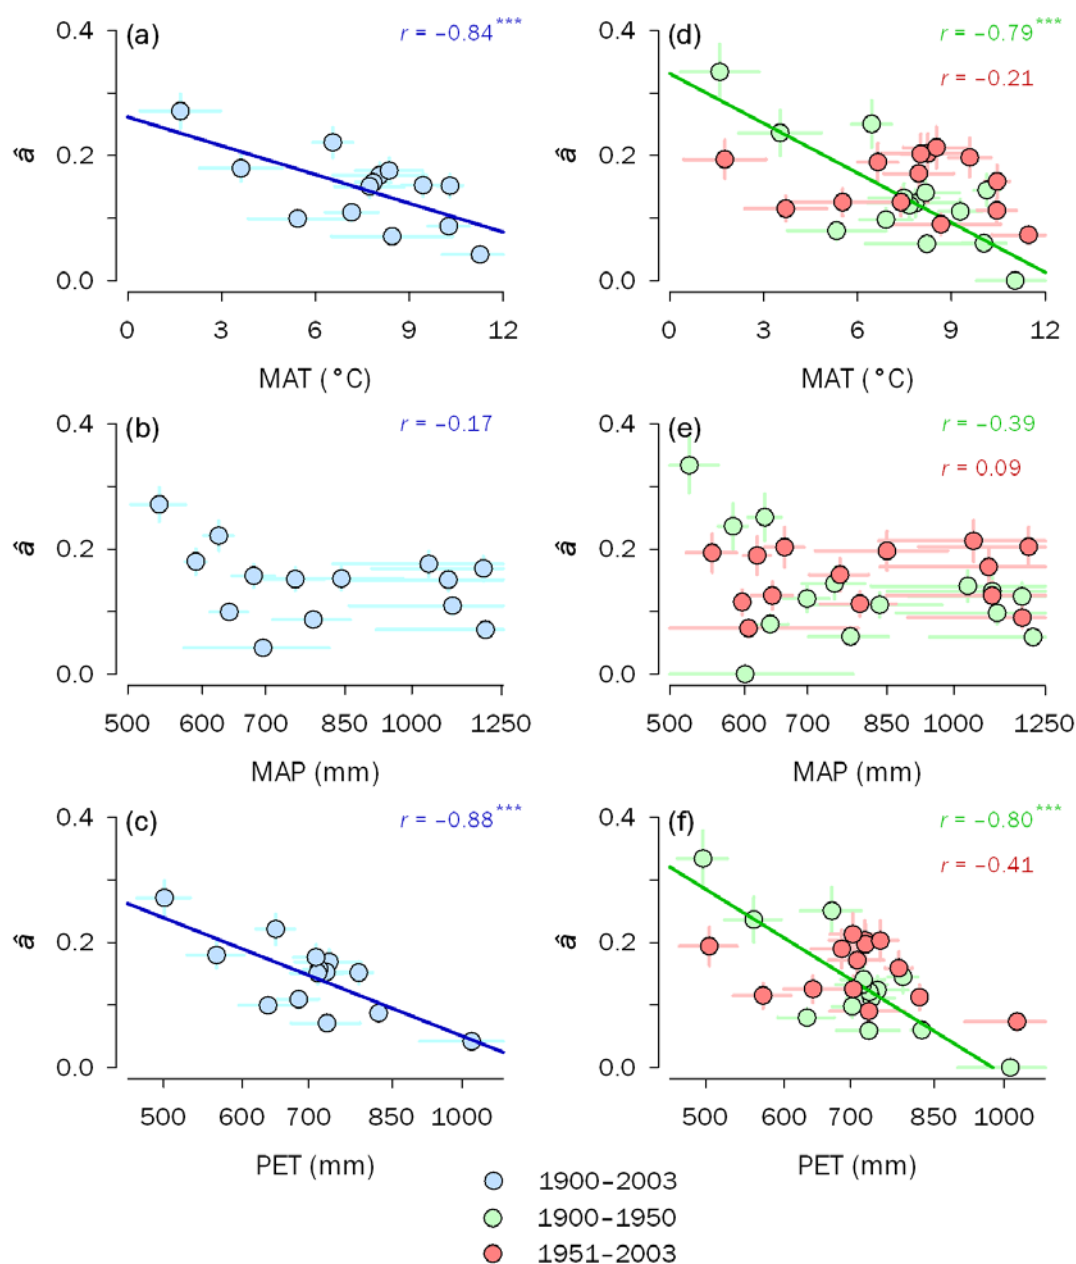 (a)
r = −0.84***
0.4
0.2
0.0
â
0 3 6 9 12
MAT (°C)
(d)
r = −0.79***
r = −0.21
0.4
0.2
0.0
â
0 3 6 9 12
MAT (°C)
(b)
r = −0.17
0.4
0.2
0.0
â
500 600 700 850 1000 1250
MAP (mm)
(e)
r = −0.39
r = 0.09
0.4
0.2
0.0
â
500 600 700 850 1000 1250
MAP (mm)
(c)
r = −0.88***
0.4
0.2
0.0
â
500 600 700 850 1000
PET (mm)
(f)
r = −0.80***
r = −0.41
0.4
0.2
0.0
â
500 600 700 850 1000
PET (mm)
1900−2003
1900−1950
1951−2003